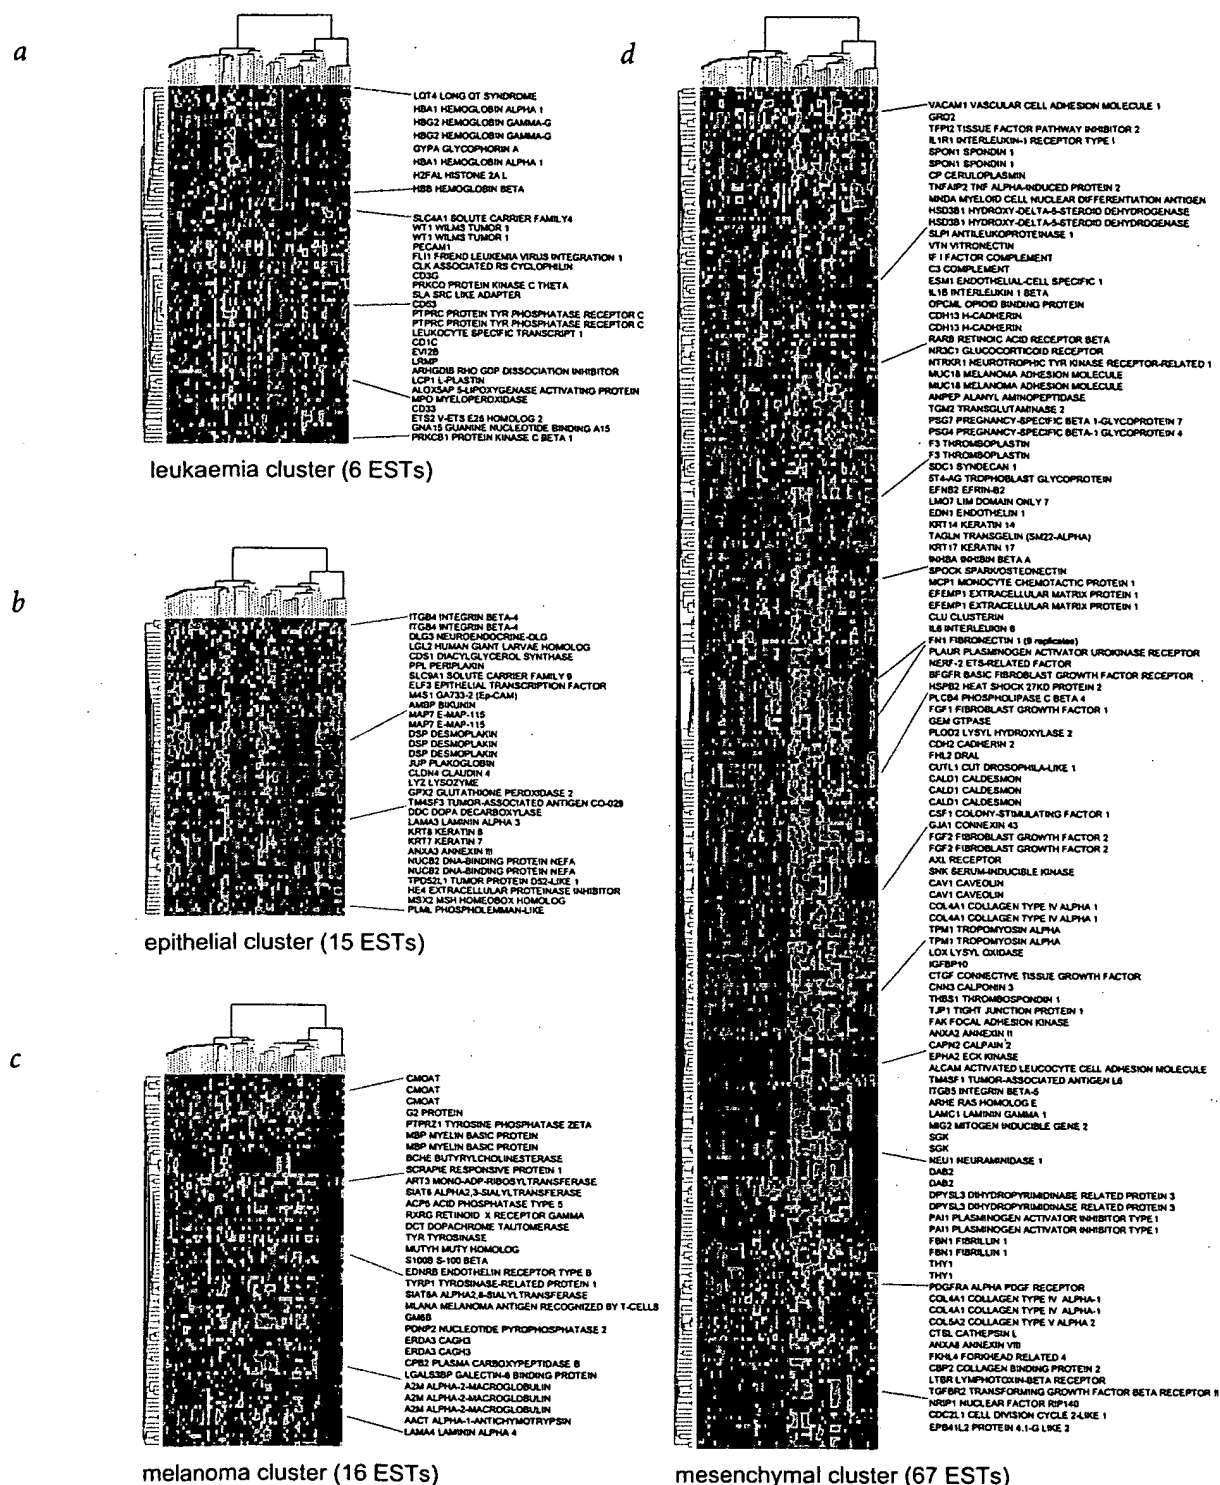 a
LQT4 LONG QT SYNDROME
HBA1 HEMOGLOBIN ALPHA 1
HBG2 HEMOGLOBIN GAMMA-G
HBG2 HEMOGLOBIN GAMMA-G
GYPA GLYCOPHORIN A
HBA1 HEMOGLOBIN ALPHA 1
H2FAL HISTONE 2A L
HBB HEMOGLOBIN BETA
SLC4A1 SOLUTE CARRIER FAMILY4
WT1 WILMS TUMOR 1
WT1 WILMS TUMOR 1
PECAM1
FLI1 FRIEND LEUKEMIA VIRUS INTEGRATION 1
CLK ASSOCIATED RS CYCLOPHILIN
CD3G
PRKCQ PROTEIN KINASE C THETA
SLA SRC LIKE ADAPTER
CD53
PTPRC PROTEIN TYR PHOSPHATASE RECEPTOR C
PTPRC PROTEIN TYR PHOSPHATASE RECEPTOR C
LEUKOCYTE SPECIFIC TRANSCRIPT 1
CD1C
EVI2B
LRMP
ARHGDIB RHO GDP DISSOCIATION INHIBITOR
LCP1 L-PLASTIN
ALOX5AP 5-LIPOXYGENASE ACTIVATING PROTEIN
MPO MYELOPEROXIDASE
CD33
ETS2 V-ETS E26 HOMOLOG 2
GNA15 GUANINE NUCLEOTIDE BINDING A15
PRKCB1 PROTEIN KINASE C BETA 1
leukaemia cluster (6 ESTs)
b
ITGB4 INTEGRIN BETA-4
ITGB4 INTEGRIN BETA-4
DLG3 NEUROENDOCRINE-DLG
LGL2 HUMAN GIANT LARVAE HOMOLOG
CDS1 DIACYLGLYCEROL SYNTHASE
PPL PERIPLAKIN
SLC9A1 SOLUTE CARRIER FAMILY 9
ELF3 EPITHELIAL TRANSCRIPTION FACTOR
M4S1 GA733-2 (Ep-CAM)
AMBP BIKUNIN
MAP7 E-MAP-115
MAP7 E-MAP-115
DSP DESMOPLAKIN
DSP DESMOPLAKIN
DSP DESMOPLAKIN
JUP PLAKOGLOBIN
CLDN4 CLAUDIN 4
LYZ LYSOZYME
GPX2 GLUTATHIONE PEROXIDASE 2
TM4SF3 TUMOR-ASSOCIATED ANTIGEN CO-029
DDC DOPA DECARBOXYLASE
LAMA3 LAMININ ALPHA 3
KRT8 KERATIN 8
KRT7 KERATIN 7
ANXA3 ANNEXIN III
NUCB2 DNA-BINDING PROTEIN NEFA
NUCB2 DNA-BINDING PROTEIN NEFA
TPD52L1 TUMOR PROTEIN D52-LIKE 1
HE4 EXTRACELLULAR PROTEINASE INHIBITOR
MSX2 MSH HOMEOBOX HOMOLOG
PLML PHOSPHOLEMMAN-LIKE
epithelial cluster (15 ESTs)
c
CMOAT
CMOAT
CMOAT
G2 PROTEIN
PTPRZ1 TYROSINE PHOSPHATASE ZETA
MBP MYELIN BASIC PROTEIN
MBP MYELIN BASIC PROTEIN
BCHE BUTYRYLCHOLINESTERASE
SCRAPIE RESPONSIVE PROTEIN 1
ART3 MONO-ADP-RIBOSYLTRANSFERASE
SIAT6 ALPHA2,3-SIALYLTRANSFERASE
ACP5 ACID PHOSPHATASE TYPE 5
RXRG RETINOID X RECEPTOR GAMMA
DCT DOPACHROME TAUTOMERASE
TYR TYROSINASE
MUTYH MUTY HOMOLOG
S100B S-100 BETA
EDNRB ENDOTHELIN RECEPTOR TYPE B
TYRP1 TYROSINASE-RELATED PROTEIN 1
SIAT8A ALPHA2,8-SIALYLTRANSFERASE
MLANA MELANOMA ANTIGEN RECOGNIZED BY T-CELLS
GM6B
PDNP2 NUCLEOTIDE PYROPHOSPHATASE 2
ERDA3 CAGH3
ERDA3 CAGH3
CPB2 PLASMA CARBOXYPEPTIDASE B
LGALS3BP GALECTIN-6 BINDING PROTEIN
A2M ALPHA-2-MACROGLOBULIN
A2M ALPHA-2-MACROGLOBULIN
A2M ALPHA-2-MACROGLOBULIN
AACT ALPHA-1-ANTICHYMOTRYPSIN
LAMA4 LAMININ ALPHA 4
melanoma cluster (16 ESTs)
d
VACAM1 VASCULAR CELL ADHESION MOLECULE 1
GRO2
TFPI2 TISSUE FACTOR PATHWAY INHIBITOR 2
IL1R1 INTERLEUKIN-1 RECEPTOR TYPE I
SPON1 SPONDIN 1
SPON1 SPONDIN 1
CP CERULOPLASMIN
TNFAIP2 TNF ALPHA-INDUCED PROTEIN 2
MNDA MYELOID CELL NUCLEAR DIFFERENTIATION ANTIGEN
HSD3B1 HYDROXY-DELTA-5-STEROID DEHYDROGENASE
HSD3B1 HYDROXY-DELTA-5-STEROID DEHYDROGENASE
SLPI ANTILEUKOPROTEINASE 1
VTN VITRONECTIN
IF I FACTOR COMPLEMENT
C3 COMPLEMENT
ESM1 ENDOTHELIAL-CELL SPECIFIC 1
IL1B INTERLEUKIN 1 BETA
OPCML OPIOID BINDING PROTEIN
CDH13 H-CADHERIN
CDH13 H-CADHERIN
RARB RETINOIC ACID RECEPTOR BETA
NR3C1 GLUCOCORTICOID RECEPTOR
NTRKR1 NEUROTROPHIC TYR KINASE RECEPTOR-RELATED 1
MUC18 MELANOMA ADHESION MOLECULE
MUC18 MELANOMA ADHESION MOLECULE
ANPEP ALANYL AMINOPEPTIDASE
TGM2 TRANSGLUTAMINASE 2
PSG7 PREGNANCY-SPECIFIC BETA 1-GLYCOPROTEIN 7
PSG4 PREGNANCY-SPECIFIC BETA-1 GLYCOPROTEIN 4
F3 THROMBOPLASTIN
F3 THROMBOPLASTIN
SDC1 SYNDECAN 1
5T4-AG TROPHOBLAST GLYCOPROTEIN
EFNB2 EFRIN-B2
LMO7 LIM DOMAIN ONLY 7
EDN1 ENDOTHELIN 1
KRT14 KERATIN 14
TAGLN TRANSGELIN (SM22-ALPHA)
KRT17 KERATIN 17
INHBA INHIBIN BETA A
SPOCK SPARK/OSTEONECTIN
MCP1 MONOCYTE CHEMOTACTIC PROTEIN 1
EFEMP1 EXTRACELLULAR MATRIX PROTEIN 1
EFEMP1 EXTRACELLULAR MATRIX PROTEIN 1
CLU CLUSTERIN
IL6 INTERLEUKIN 6
FN1 FIBRONECTIN 1 (9 replicates)
PLAUR PLASMINOGEN ACTIVATOR UROKINASE RECEPTOR
NERF-2 ETS-RELATED FACTOR
BFGFR BASIC FIBROBLAST GROWTH FACTOR RECEPTOR
HSPB2 HEAT SHOCK 27KD PROTEIN 2
PLCB4 PHOSPHOLIPASE C BETA 4
FGF1 FIBROBLAST GROWTH FACTOR 1
GEM GTPASE
PLOD2 LYSYL HYDROXYLASE 2
CDH2 CADHERIN 2
FHL2 DRAL
CUTL1 CUT DROSOPHILA-LIKE 1
CALD1 CALDESMON
CALD1 CALDESMON
CALD1 CALDESMON
CSF1 COLONY-STIMULATING FACTOR 1
GJA1 CONNEXIN 43
FGF2 FIBROBLAST GROWTH FACTOR 2
FGF2 FIBROBLAST GROWTH FACTOR 2
AXL RECEPTOR
SNK SERUM-INDUCIBLE KINASE
CAV1 CAVEOLIN
CAV1 CAVEOLIN
COL4A1 COLLAGEN TYPE IV ALPHA 1
COL4A1 COLLAGEN TYPE IV ALPHA 1
TPM1 TROPOMYOSIN ALPHA
TPM1 TROPOMYOSIN ALPHA
LOX LYSYL OXIDASE
IGFBP10
CTGF CONNECTIVE TISSUE GROWTH FACTOR
CNN3 CALPONIN 3
THBS1 THROMBOSPONDIN 1
TJP1 TIGHT JUNCTION PROTEIN 1
FAK FOCAL ADHESION KINASE
ANXA2 ANNEXIN II
CAPN2 CALPAIN 2
EPHA2 ECK KINASE
ALCAM ACTIVATED LEUCOCYTE CELL ADHESION MOLECULE
TM4SF1 TUMOR-ASSOCIATED ANTIGEN L6
ITGB5 INTEGRIN BETA-5
ARHE RAS HOMOLOG E
LAMC1 LAMININ GAMMA 1
MIG2 MITOGEN INDUCIBLE GENE 2
SGK
SGK
NEU1 NEURAMINIDASE 1
DAB2
DAB2
DPYSL3 DIHYDROPYRIMIDINASE RELATED PROTEIN 3
DPYSL3 DIHYDROPYRIMIDINASE RELATED PROTEIN 3
PAI1 PLASMINOGEN ACTIVATOR INHIBITOR TYPE 1
PAI1 PLASMINOGEN ACTIVATOR INHIBITOR TYPE 1
FBN1 FIBRILLIN 1
FBN1 FIBRILLIN 1
THY1
THY1
PDGFRA ALPHA PDGF RECEPTOR
COL4A1 COLLAGEN TYPE IV ALPHA-1
COL4A1 COLLAGEN TYPE IV ALPHA-1
COL5A2 COLLAGEN TYPE V ALPHA 2
CTSL CATHEPSIN L
ANXA8 ANNEXIN VIII
FKHL4 FORKHEAD RELATED 4
CBP2 COLLAGEN BINDING PROTEIN 2
LTBR LYMPHOTOXIN-BETA RECEPTOR
TGFBR2 TRANSFORMING GROWTH FACTOR BETA RECEPTOR II
NRIP1 NUCLEAR FACTOR RIP140
CDC2L1 CELL DIVISION CYCLE 2-LIKE 1
EPB41L2 PROTEIN 4.1-G LIKE 2
mesenchymal cluster (67 ESTs)